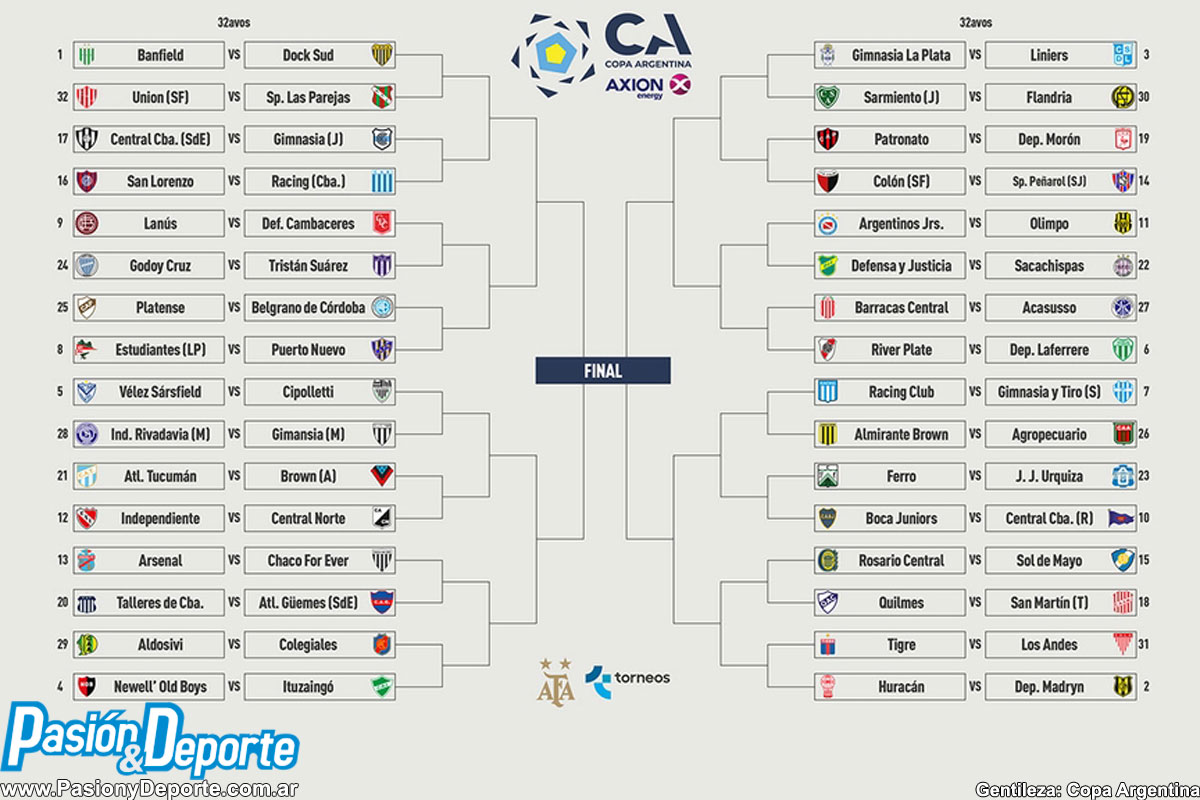 32avos
32avos
CA
COPA ARGENTINA
AXION
energy
1 Banfield VS Dock Sud
32 Union (SF) VS Sp. Las Parejas
17 Central Cba. (SdE) VS Gimnasia (J)
16 San Lorenzo VS Racing (Cba.)
9 Lanús VS Def. Cambaceres
24 Godoy Cruz VS Tristán Suárez
25 Platense VS Belgrano de Córdoba
8 Estudiantes (LP) VS Puerto Nuevo
5 Vélez Sársfield VS Cipolletti
28 Ind. Rivadavia (M) VS Gimansia (M)
21 Atl. Tucumán VS Brown (A)
12 Independiente VS Central Norte
13 Arsenal VS Chaco For Ever
20 Talleres de Cba. VS Atl. Güemes (SdE)
29 Aldosivi VS Colegiales
4 Newell' Old Boys VS Ituzaingó
FINAL
Gimnasia La Plata VS Liniers 3
Sarmiento (J) VS Flandria 30
Patronato VS Dep. Morón 19
Colón (SF) VS Sp. Peñarol (SJ) 14
Argentinos Jrs. VS Olimpo 11
Defensa y Justicia VS Sacachispas 22
Barracas Central VS Acasusso 27
River Plate VS Dep. Laferrere 6
Racing Club VS Gimnasia y Tiro (S) 7
Almirante Brown VS Agropecuario 26
Ferro VS J. J. Urquiza 23
Boca Juniors VS Central Cba. (R) 10
Rosario Central VS Sol de Mayo 15
Quilmes VS San Martín (T) 18
Tigre VS Los Andes 31
Huracán VS Dep. Madryn 2
AFA
torneos
Pasión & Deporte
www.PasionyDeporte.com.ar
Gentileza: Copa Argentina